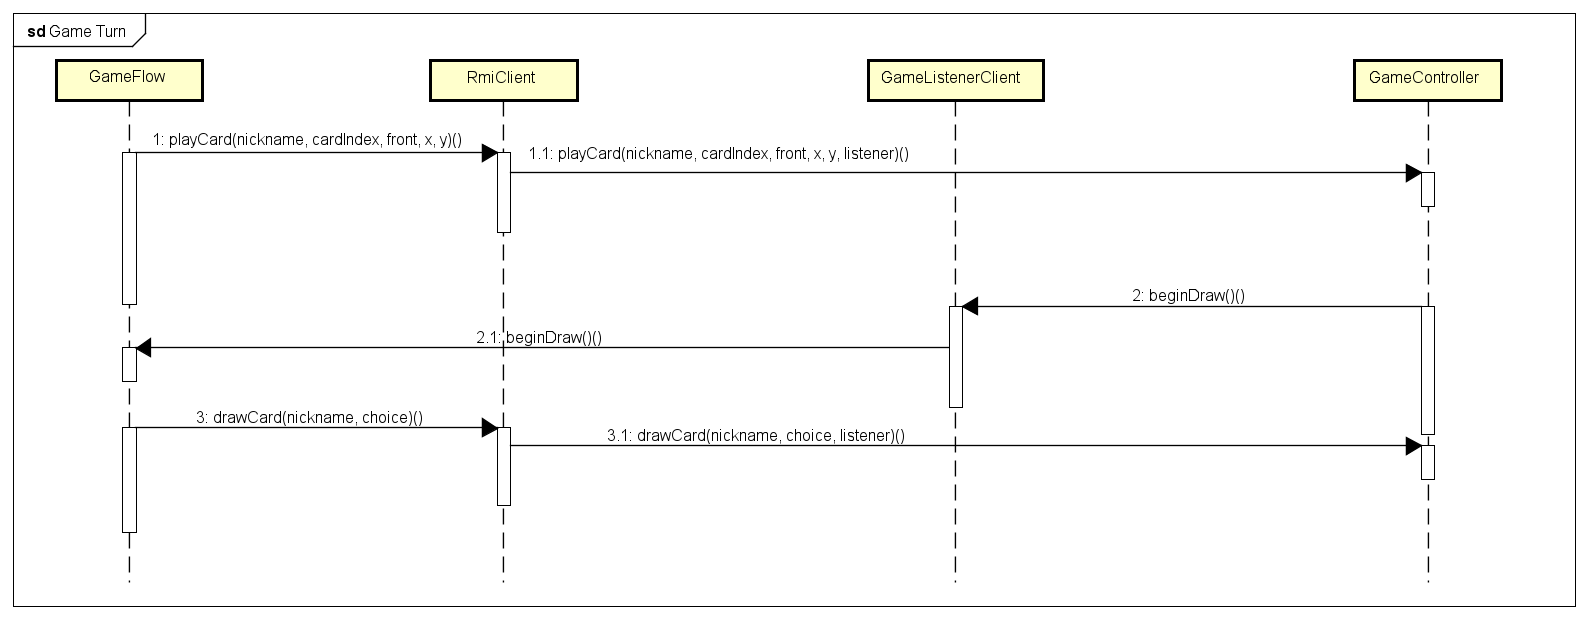 sd Game Turn
GameFlow
RmiClient
GameListenerClient
GameController
1: playCard(nickname, cardIndex, front, x, y)()
1.1: playCard(nickname, cardIndex, front, x, y, listener)()
2: beginDraw()()
2.1: beginDraw()()
3: drawCard(nickname, choice)()
3.1: drawCard(nickname, choice, listener)()